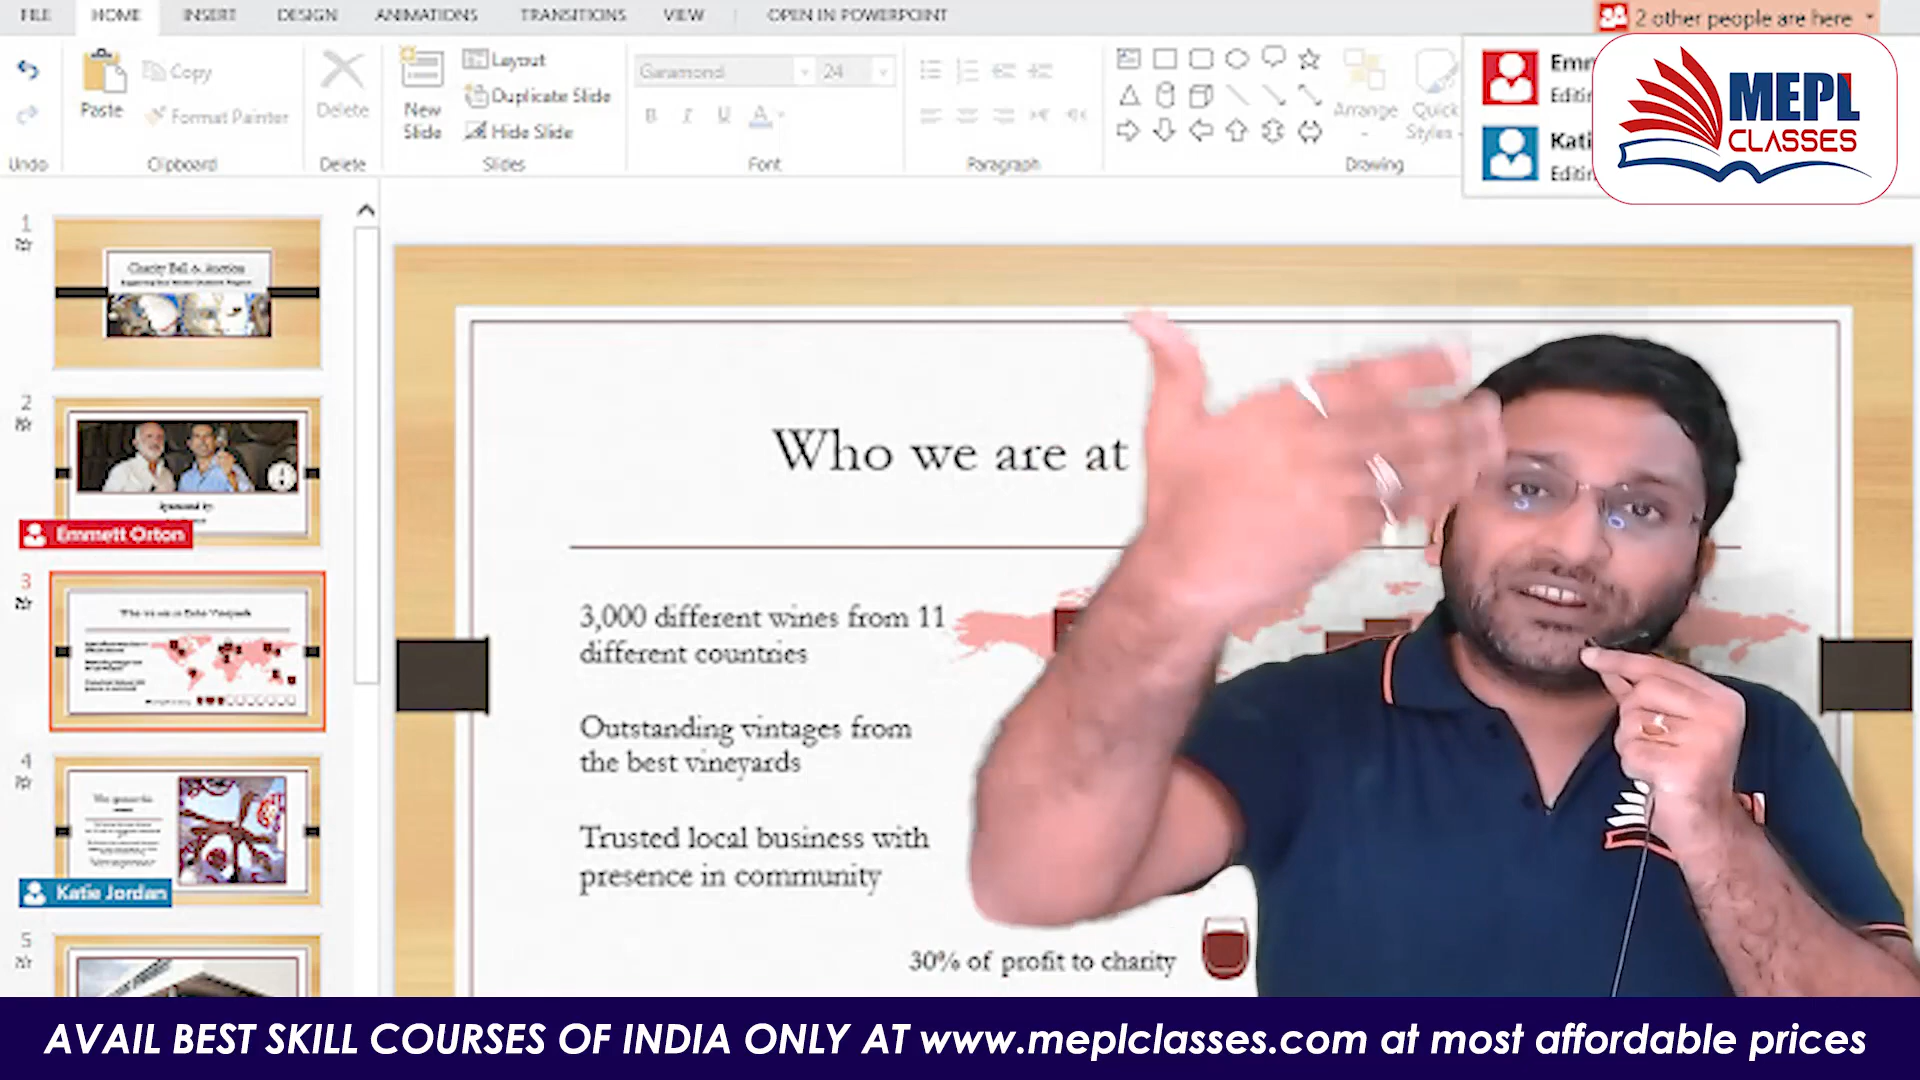 FILE HOME INSERT DESIGN ANIMATIONS TRANSITIONS VIEW OPEN IN POWERPOINT
2 other people are here
Undo
Paste
Copy
Format Painter
Clipboard
Delete
Delete
New Slide
Layout
Duplicate Slide
Hide Slide
Slides
Garamond 24
B I U A
Font
Paragraph
Arrange
Quick Styles
Drawing
MEPL
CLASSES
1
2
Emmett Orton
3
4
Katie Jordan
5
Who we are at
3,000 different wines from 11
different countries
Outstanding vintages from
the best vineyards
Trusted local business with
presence in community
30% of profit to charity
AVAIL BEST SKILL COURSES OF INDIA ONLY AT www.meplclasses.com at most affordable prices